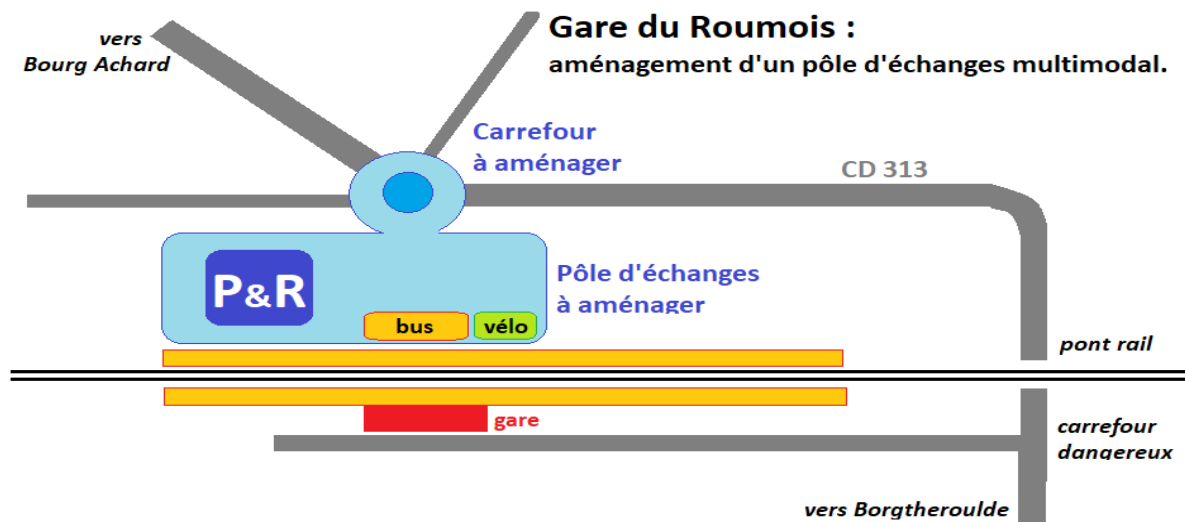 vers
Bourg Achard
Gare du Roumois :
aménagement d'un pôle d'échanges multimodal.
Carrefour
à aménager
CD 313
P&R
Pôle d'échanges
à aménager
bus
vélo
pont rail
gare
carrefour
dangereux
vers Borgtheroulde